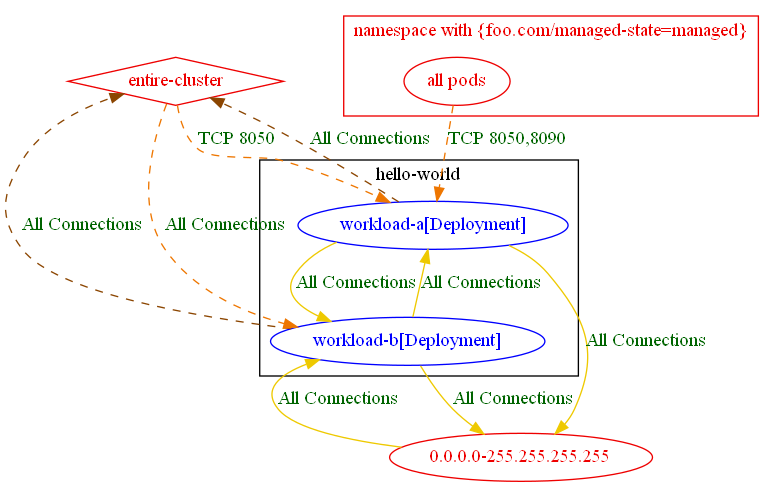 namespace with {foo.com/managed-state=managed}
entire-cluster
all pods
TCP 8050
All Connections
TCP 8050,8090
hello-world
All Connections
All Connections
workload-a[Deployment]
All Connections
All Connections
All Connections
workload-b[Deployment]
All Connections
All Connections
0.0.0.0-255.255.255.255